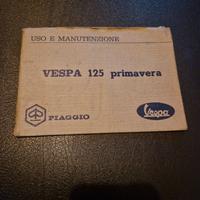 USO E MANUTENZIONE
VESPA 125 primavera
PIAGGIO
Vespa